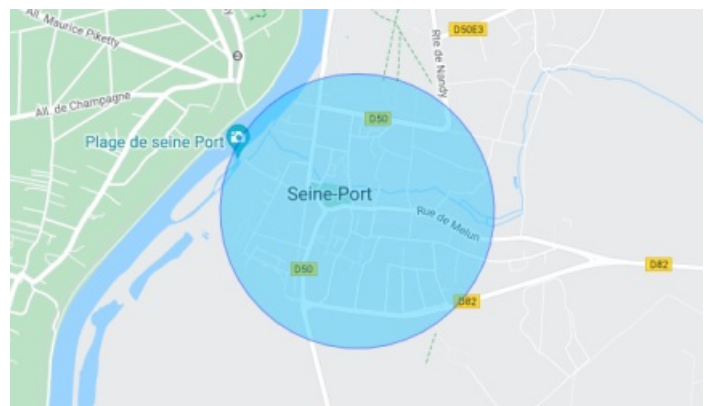 All. Maurice Piketty
D50E3
Rte de Nandy
All. de Champagne
D50
Plage de seine Port
Seine-Port
Rue de Melun
D50
D82
D82